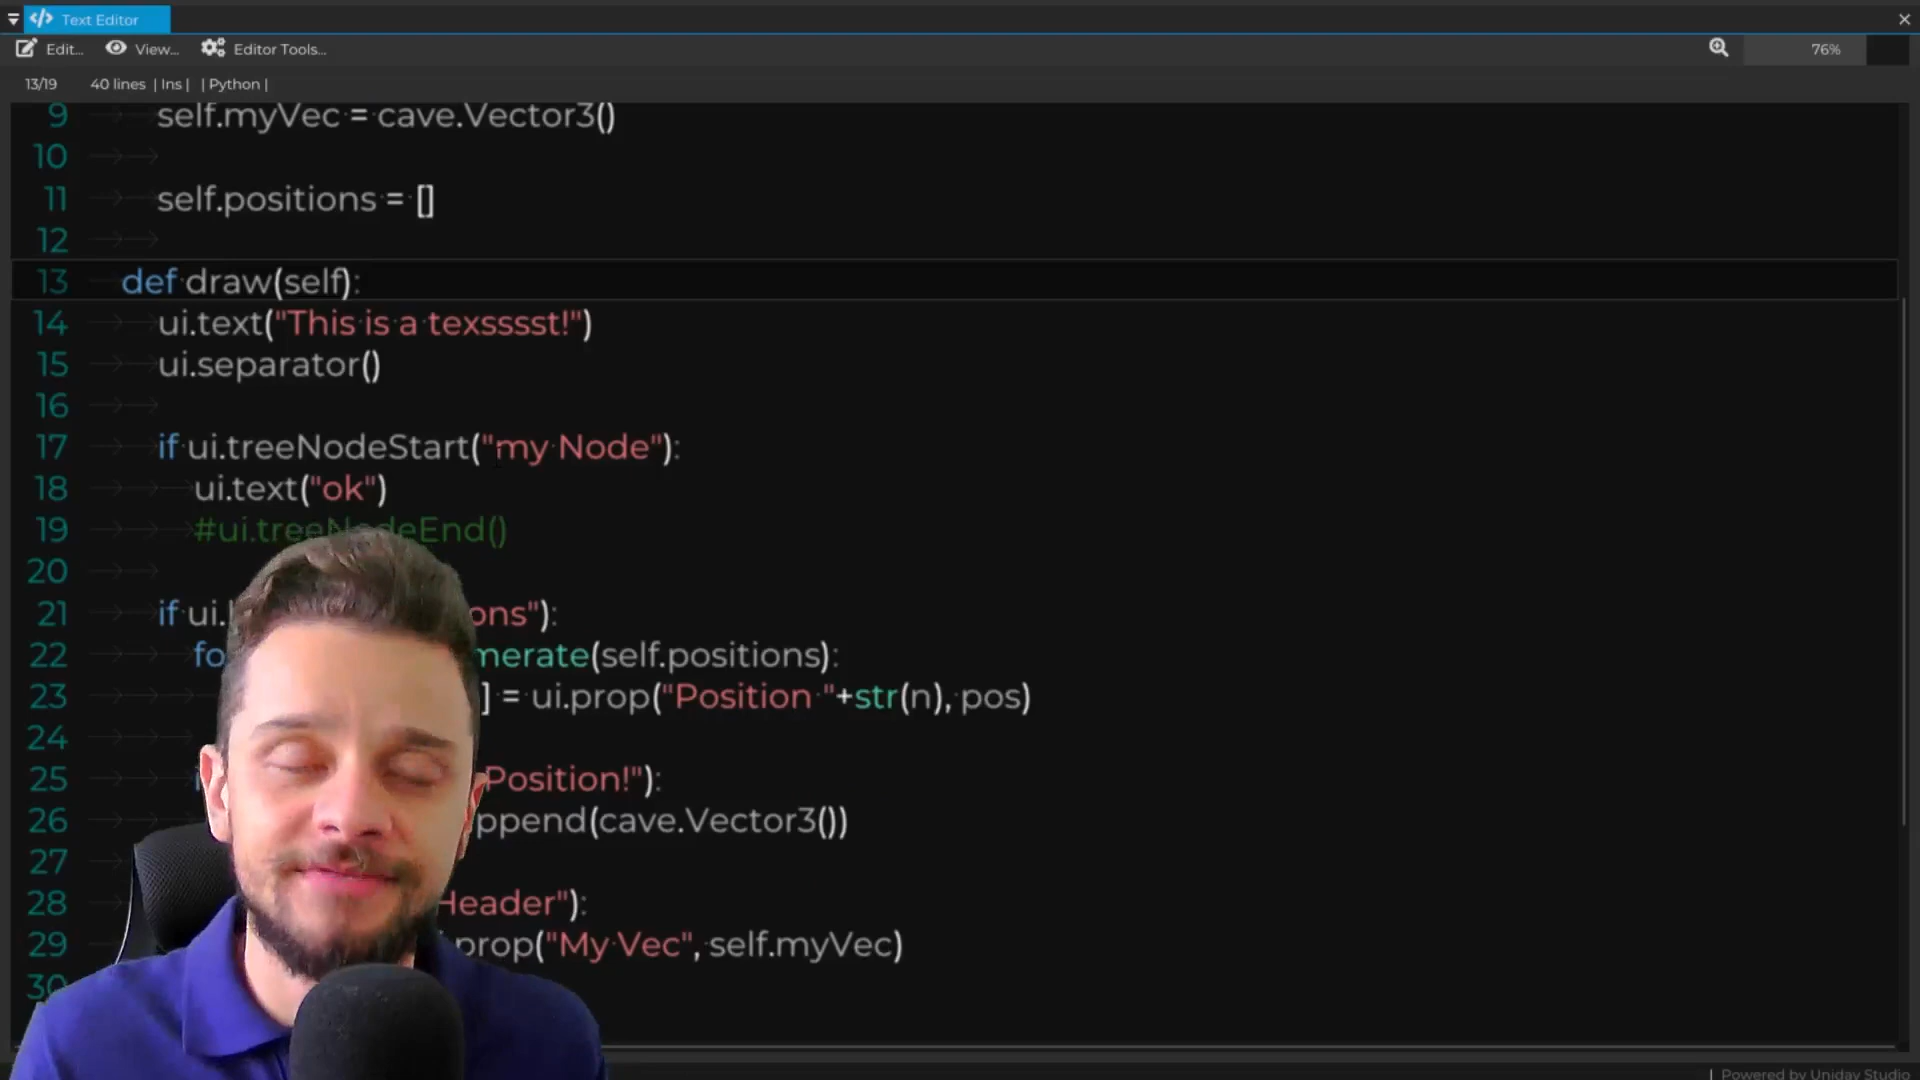 Text Editor
Edit... View... Editor Tools... 76%
13/19 40 lines | Ins | | Python |
9 self.myVec = cave.Vector3()
10
11 self.positions = []
12
13 def draw(self):
14 ui.text("This is a texsssst!")
15 ui.separator()
16
17 if ui.treeNodeStart("my Node"):
18 ui.text("ok")
19 #ui.treeNodeEnd()
20
21 if ui. ons"):
22 merate(self.positions):
23 ] = ui.prop("Position "+str(n), pos)
24
25 Position!"):
26 ppend(cave.Vector3())
27
28 Header"):
29 .prop("My Vec", self.myVec)
30
Powered by Uniday Studio